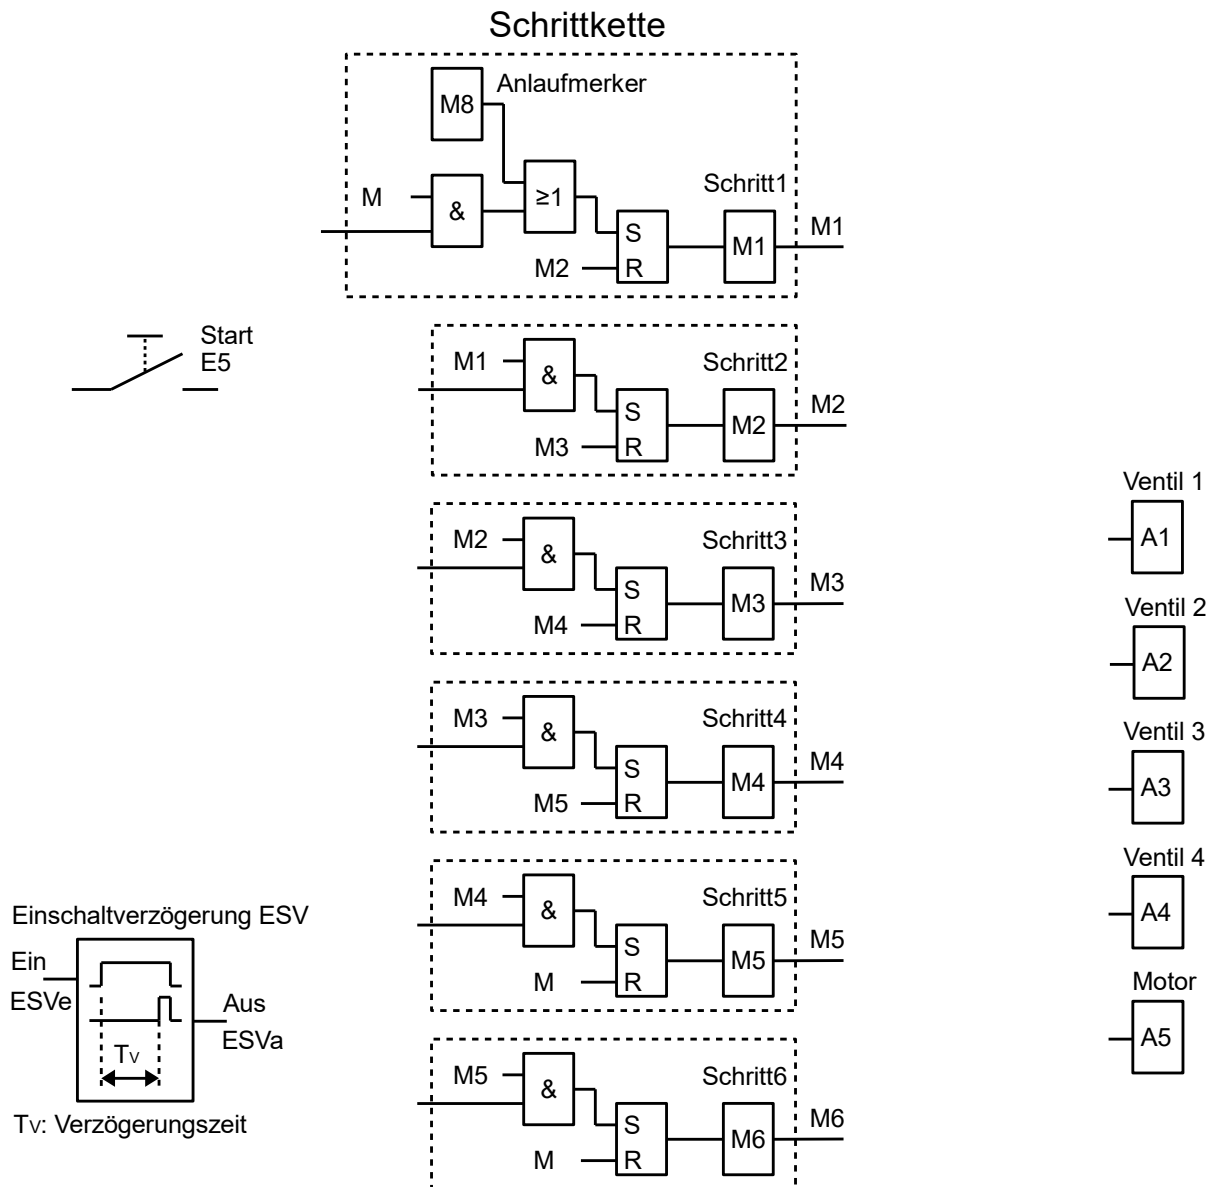 Schrittkette
M8
Anlaufmerker
M
&
≥1
Schritt1
S
R
M2
M1
M1
Start
E5
M1
&
Schritt2
S
R
M3
M2
M2
M2
&
Schritt3
S
R
M4
M3
M3
M3
&
Schritt4
S
R
M5
M4
M4
M4
&
Schritt5
S
R
M
M5
M5
M5
&
Schritt6
S
R
M
M6
M6
Ventil 1
A1
Ventil 2
A2
Ventil 3
A3
Ventil 4
A4
Motor
A5
Einschaltverzögerung ESV
Ein
ESVe
Aus
ESVa
TV
TV: Verzögerungszeit